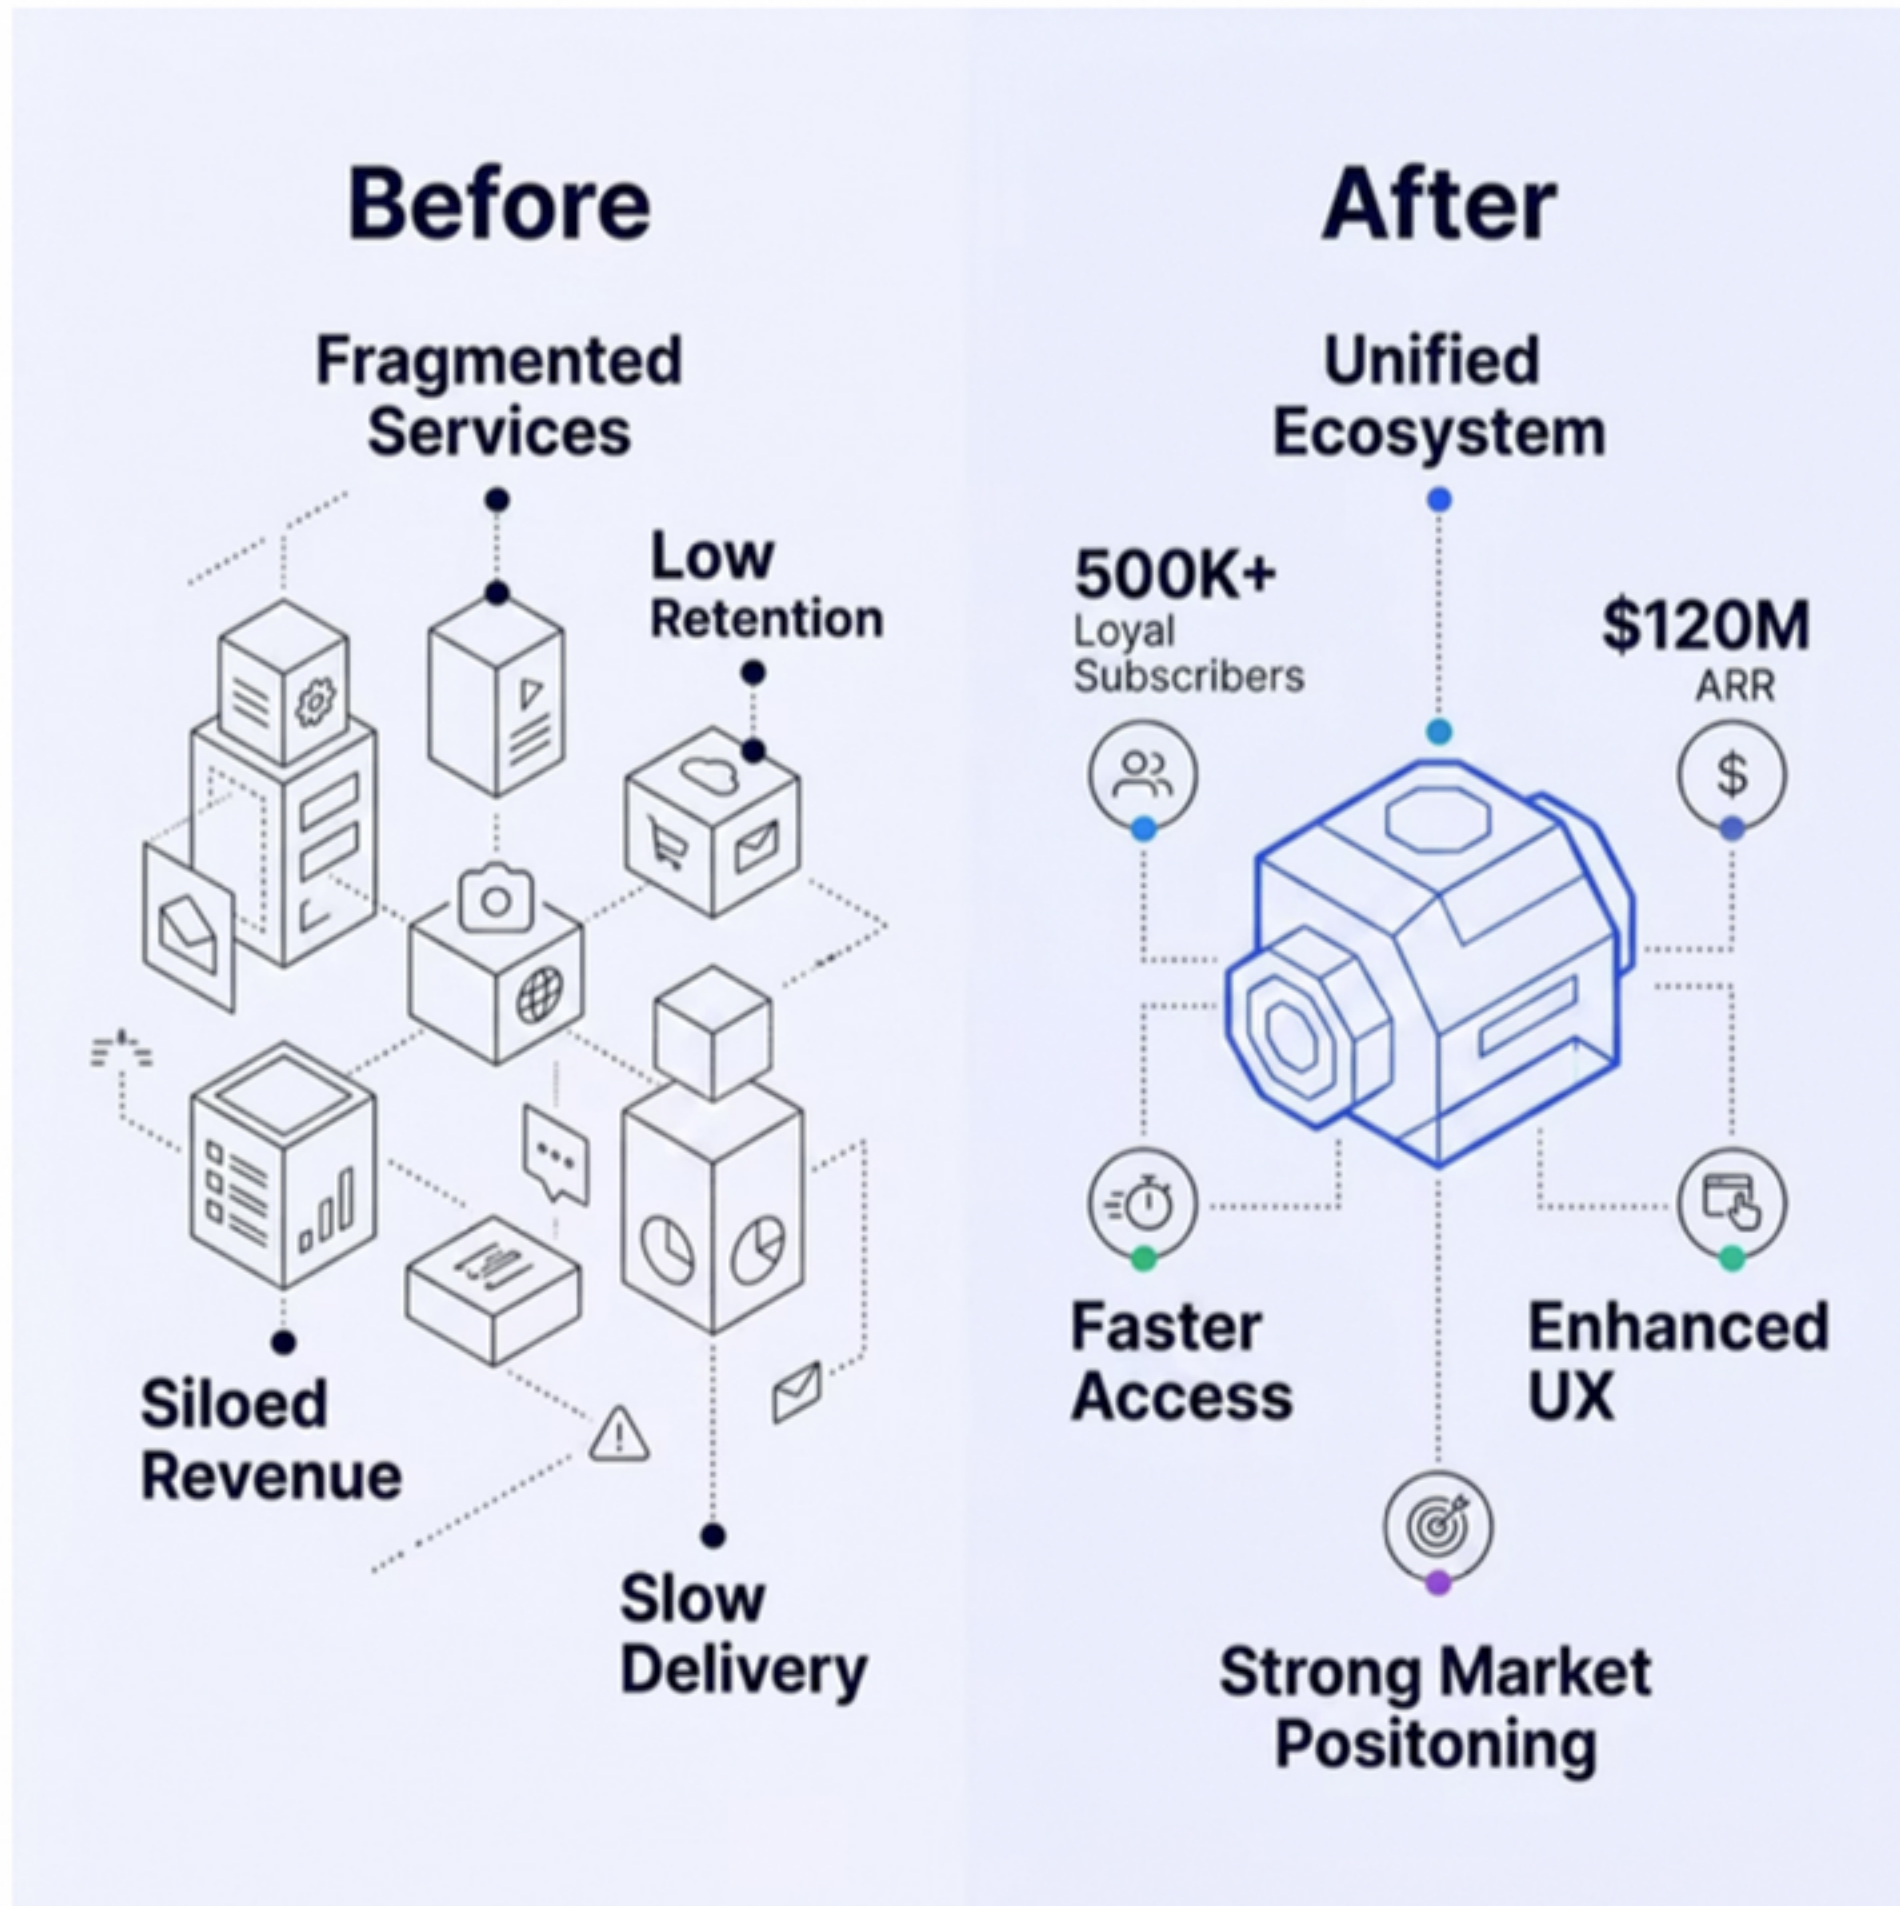 Before
Fragmented
Services
Low
Retention
Siloed
Revenue
Slow
Delivery
After
Unified
Ecosystem
500K+
Loyal
Subscribers
$120M
ARR
$
Faster
Access
Enhanced
UX
Strong Market
Positoning